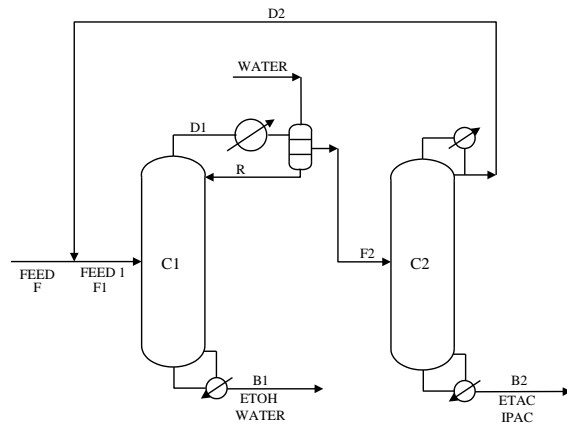 D2
WATER
D1
R
C1
FEED
F
FEED 1
F1
F2
C2
B1
ETOH
WATER
B2
ETAC
IPAC